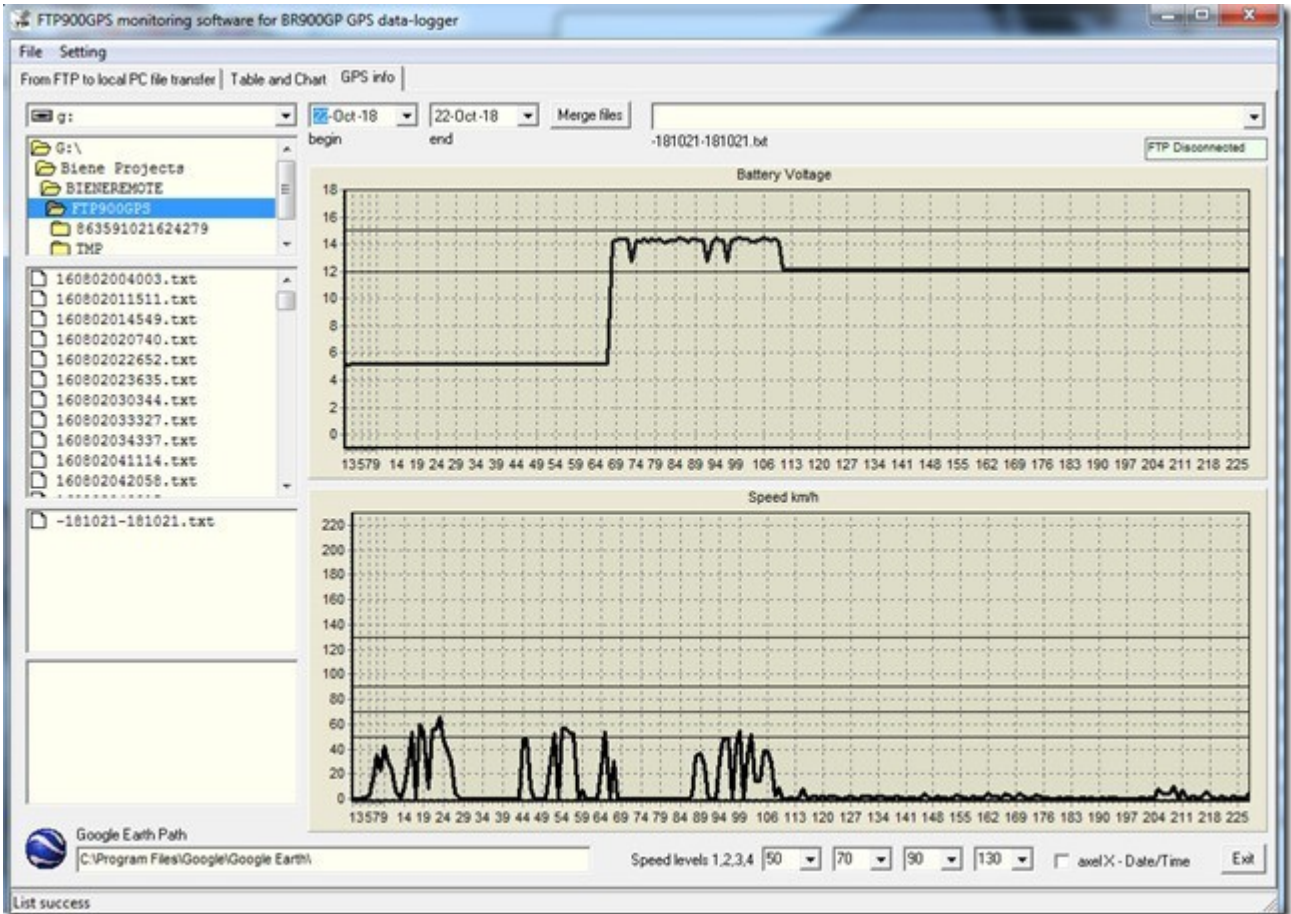 FTP900GPS monitoring software for BR900GP GPS data-logger
File Setting
From FTP to local PC file transfer Table and Chart GPS info
g: 22-Oct-18 22-Oct-18 Merge files
begin end -181021-181021.txt
FTP Disconnected
G:\
Biene Projects
BIENEREMOTE
FTP900GPS
863591021624279
TMP
160802004003.txt
160802011511.txt
160802014549.txt
160802020740.txt
160802022652.txt
160802023635.txt
160802030344.txt
160802033327.txt
160802034337.txt
160802041114.txt
160802042058.txt
-181021-181021.txt
Battery Voltage
18
16
14
12
10
8
6
4
2
0
13579 14 19 24 29 34 39 44 49 54 59 64 69 74 79 84 89 94 99 106 113 120 127 134 141 148 155 162 169 176 183 190 197 204 211 218 225
Speed km/h
220
200
180
160
140
120
100
80
60
40
20
0
13579 14 19 24 29 34 39 44 49 54 59 64 69 74 79 84 89 94 99 106 113 120 127 134 141 148 155 162 169 176 183 190 197 204 211 218 225
Google Earth Path
C:\Program Files\Google\Google Earth\
Speed levels 1,2,3,4 50 70 90 130 axel X - Date/Time Exit
List success